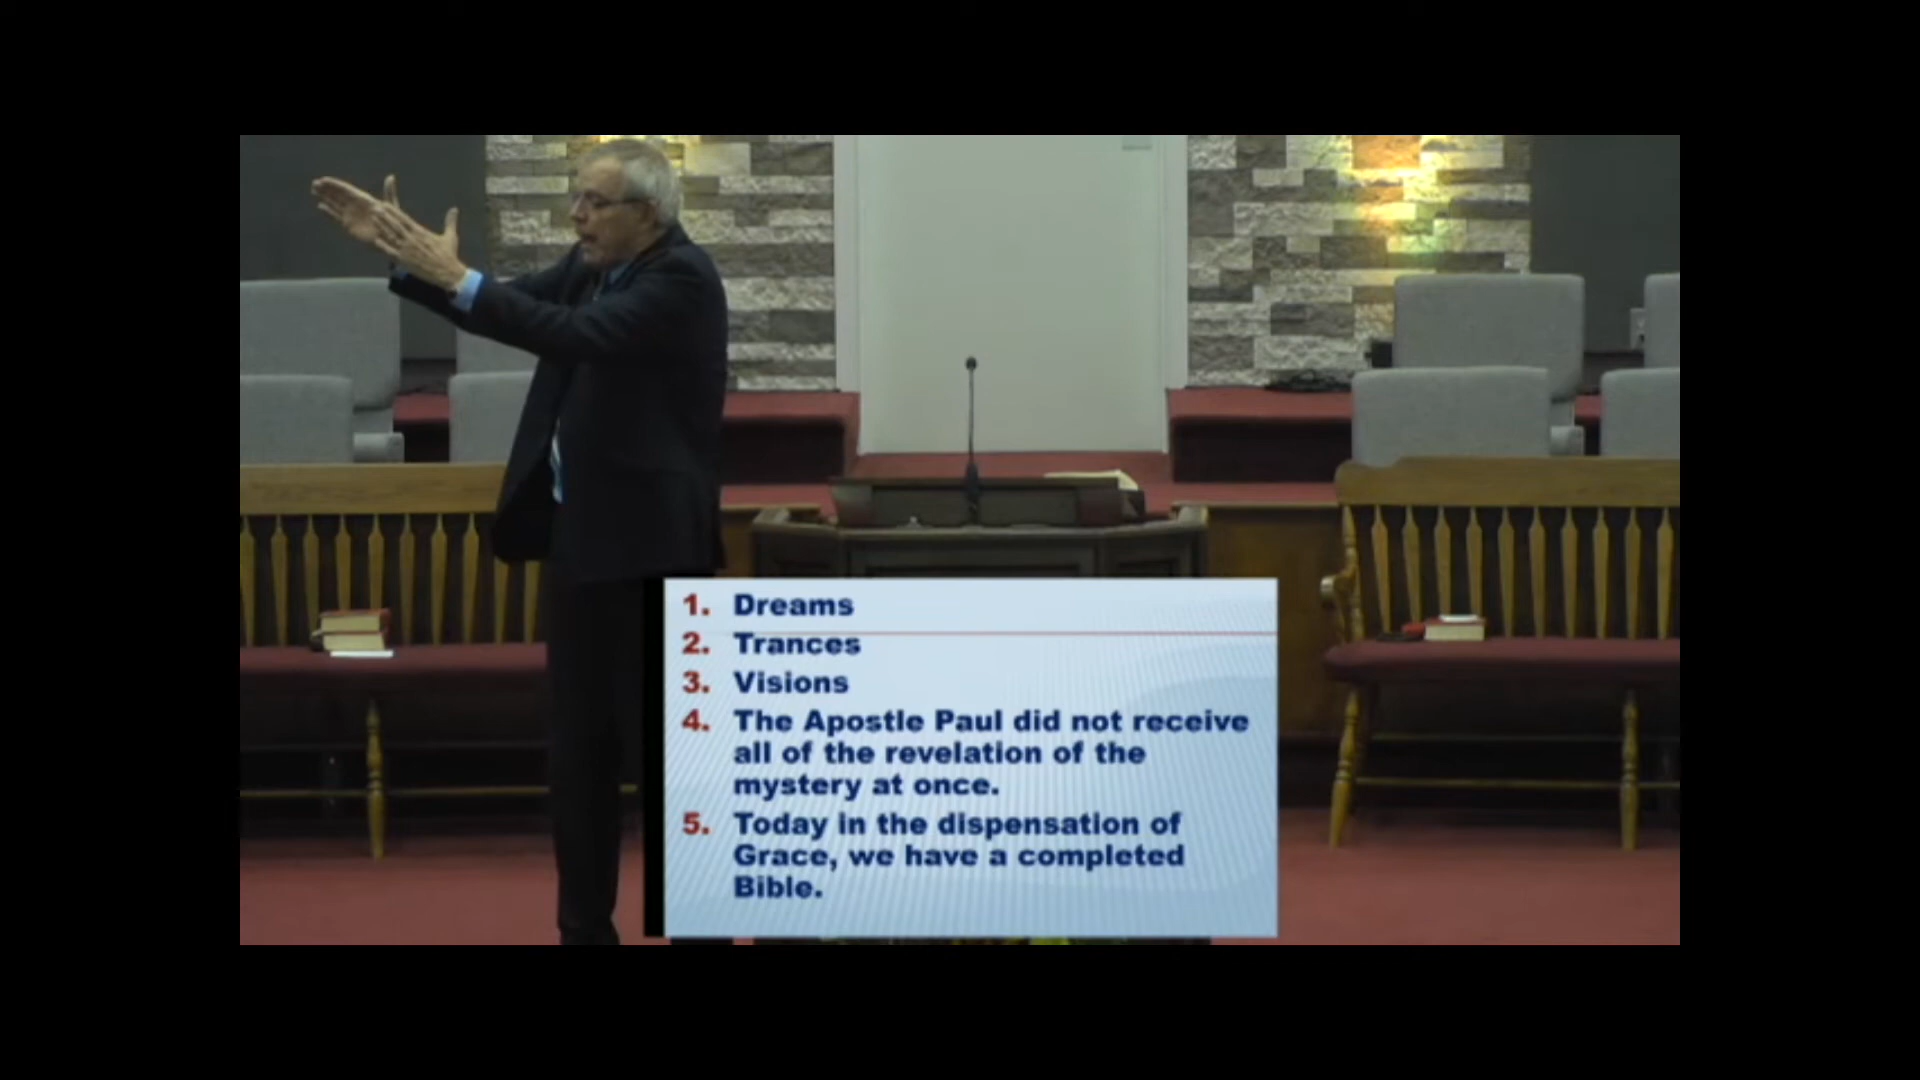 1. Dreams
2. Trances
3. Visions
4. The Apostle Paul did not receive
all of the revelation of the
mystery at once.
5. Today in the dispensation of
Grace, we have a completed
Bible.